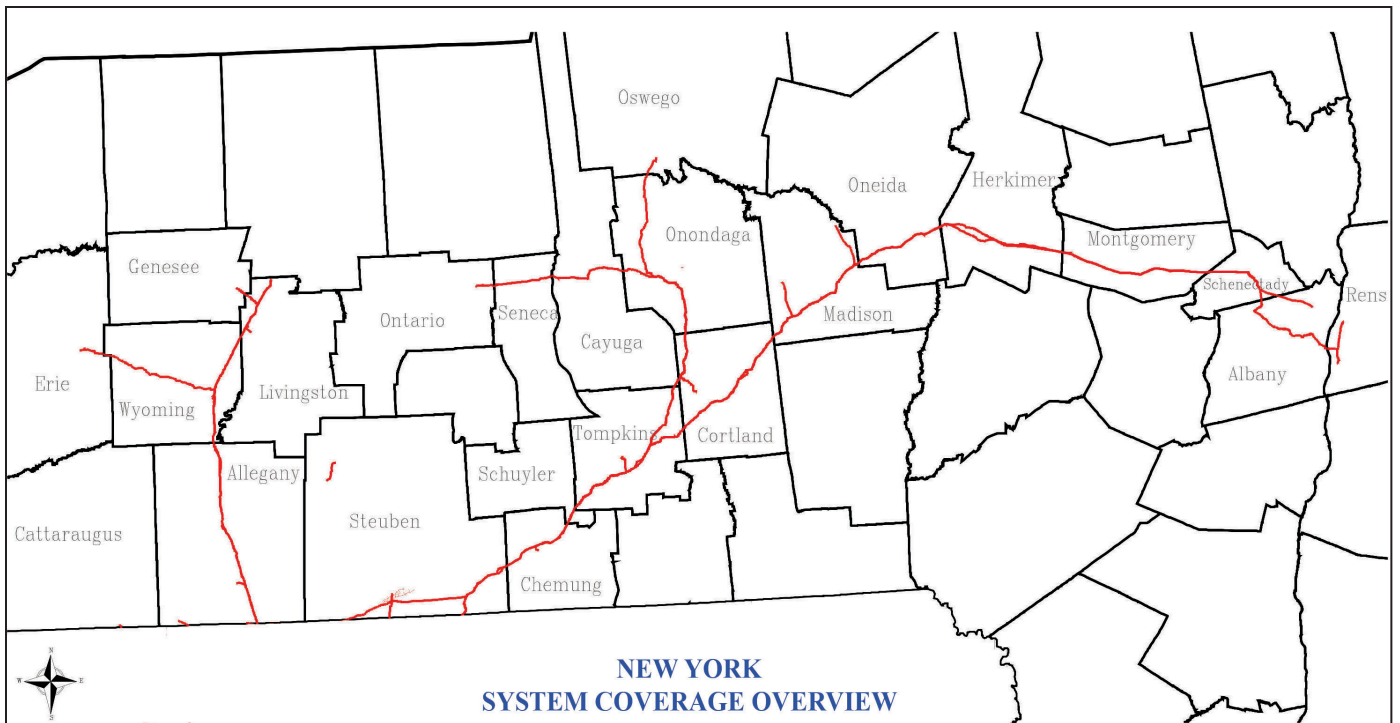 Oswego
Oneida
Herkimer
Onondaga
Montgomery
Genesee
Schenectady
Rens
Seneca
Ontario
Madison
Cayuga
Erie
Albany
Livingston
Wyoming
Tompkins
Cortland
Allegany
Schuyler
Steuben
Cattaraugus
Chemung
N
W E
S
NEW YORK
SYSTEM COVERAGE OVERVIEW